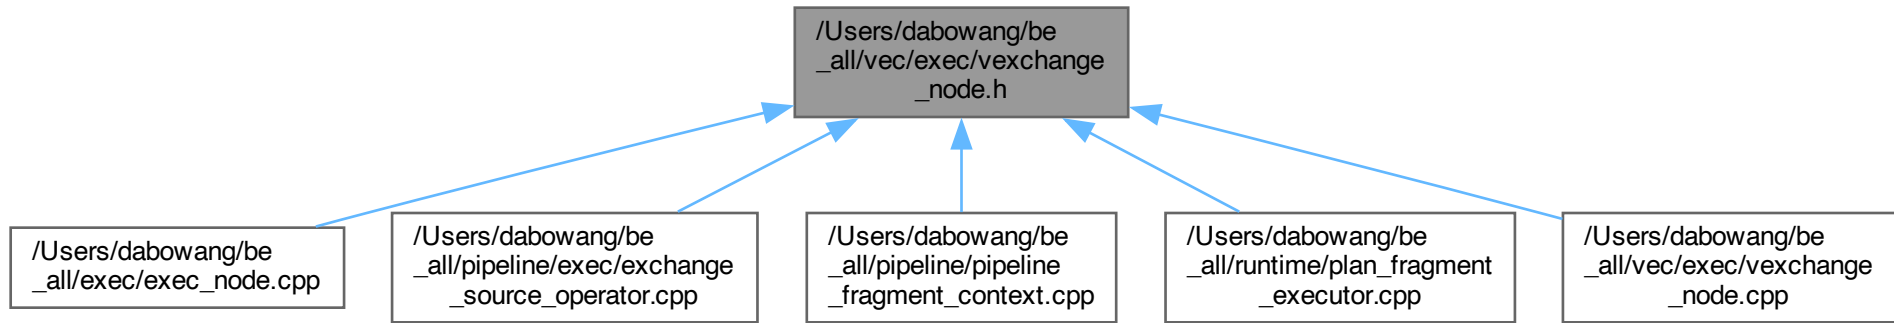 /Users/dabowang/be
_all/vec/exec/vexchange
_node.h
/Users/dabowang/be
_all/exec/exec_node.cpp
/Users/dabowang/be
_all/pipeline/exec/exchange
_source_operator.cpp
/Users/dabowang/be
_all/pipeline/pipeline
_fragment_context.cpp
/Users/dabowang/be
_all/runtime/plan_fragment
_executor.cpp
/Users/dabowang/be
_all/vec/exec/vexchange
_node.cpp